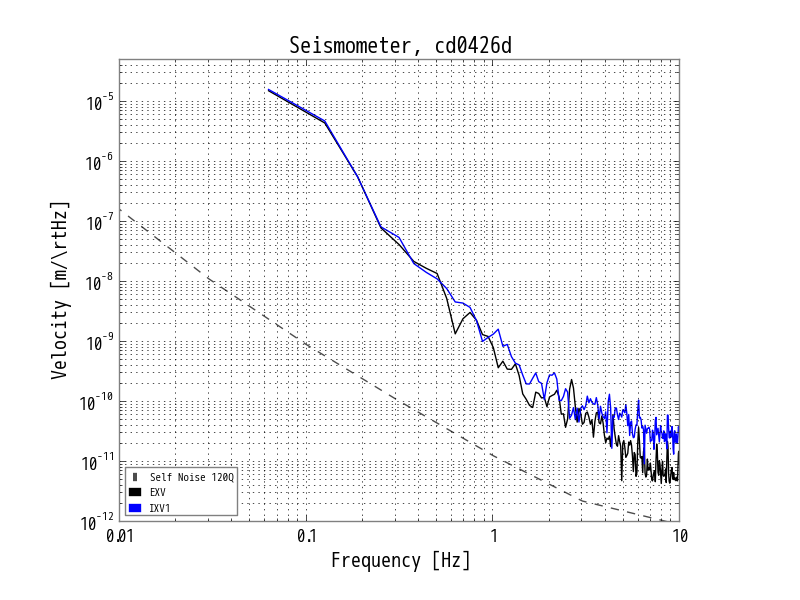 Seismometer, cd0426d
Velocity [m/\rtHz]
10-5
10-6
10-7
10-8
10-9
10-10
10-11
10-12
Self Noise 120Q
EXV
IXV1
0.01
0.1
1
10
Frequency [Hz]